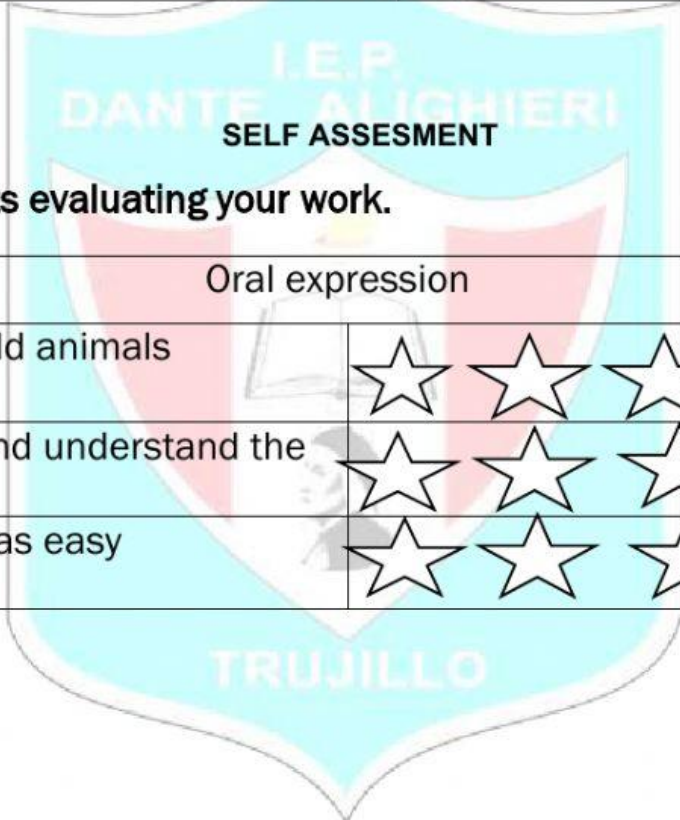 I.E.P.
DANTE ALIGHIERI
SELF ASSESMENT
s evaluating your work.
Oral expression
ld animals
nd understand the
as easy
TRUJILLO